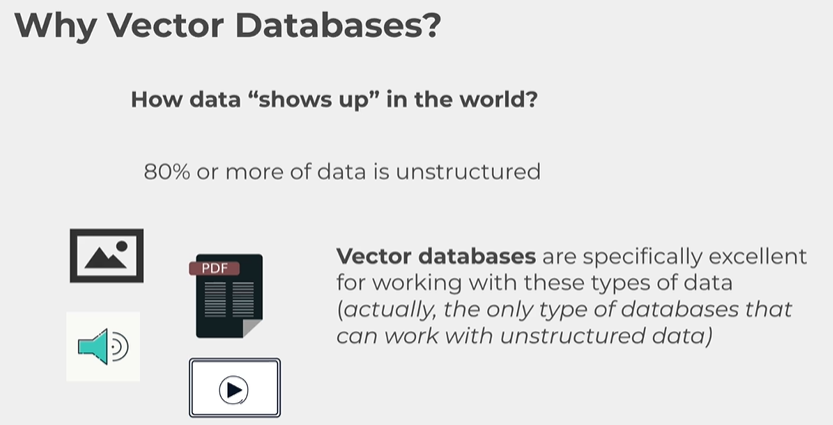 Why Vector Databases?
How data “shows up” in the world?
80% or more of data is unstructured
PDF
Vector databases are specifically excellent
for working with these types of data
(actually, the only type of databases that
can work with unstructured data)